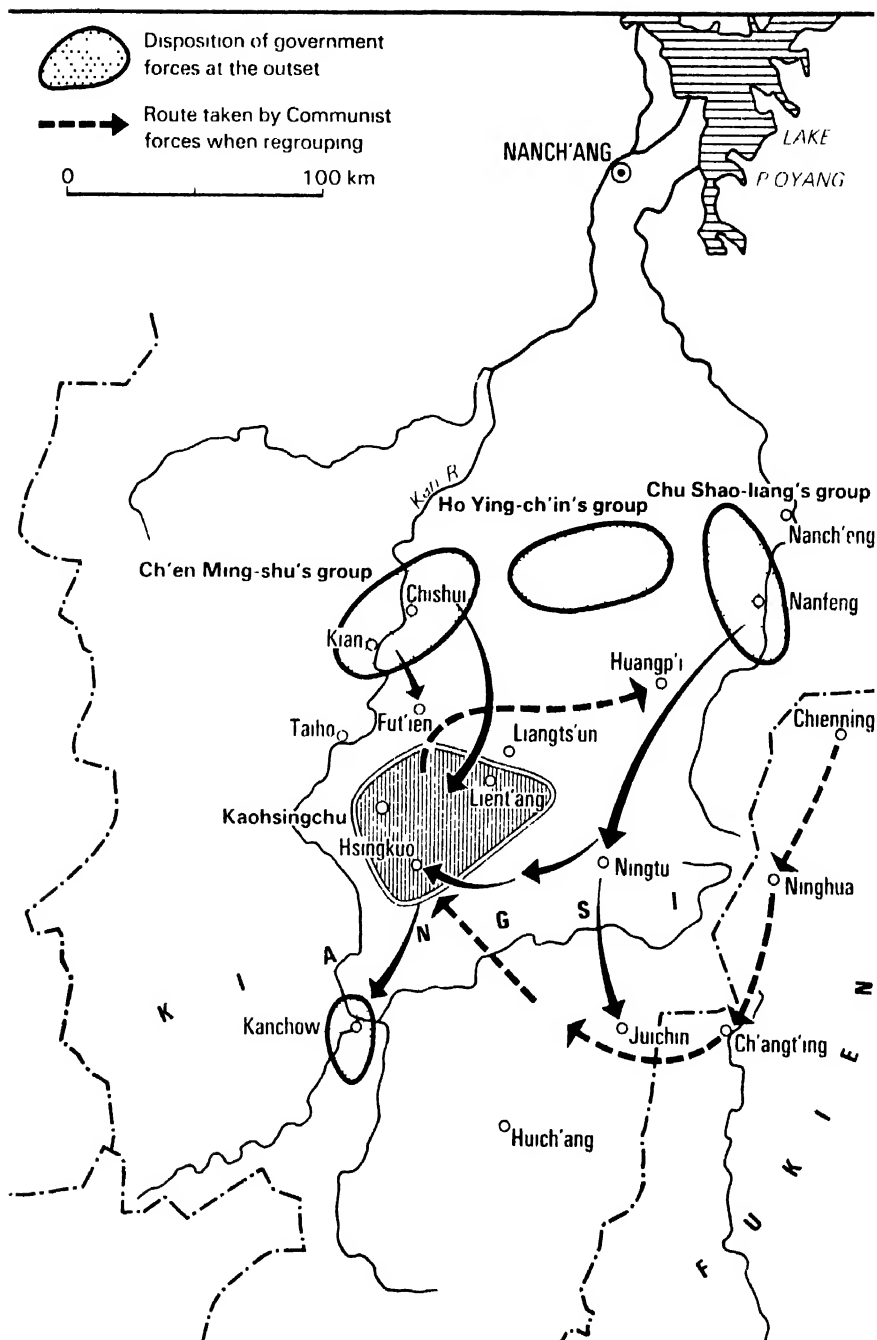 Disposition of government
forces at the outset
Route taken by Communist
forces when regrouping
0 100 km
NANCH'ANG
LAKE
POYANG
Kan R
Ho Ying-ch'in's group
Chu Shao-liang's group
Nanch'eng
Ch'en Ming-shu's group
Chishui
Nanfeng
Kian
Huangp'i
Fut'ien
Taiho
Liangts'un
Chienning
Lient'ang
Kaohsingchu
Hsingkuo
Ningtu
Ninghua
KIANGSI
Kanchow
Juichin
Ch'angt'ing
Huich'ang
FUKIEN